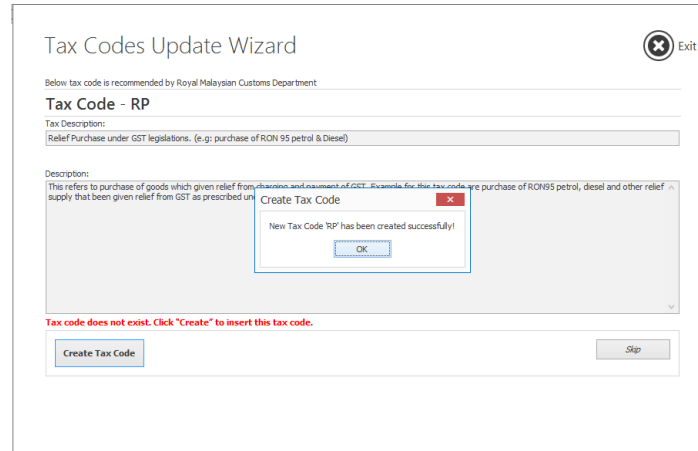 Tax Codes Update Wizard
Exit
Below tax code is recommended by Royal Malaysian Customs Department
Tax Code - RP
Tax Description:
Relief Purchase under GST legislations. (e.g: purchase of RON 95 petrol & Diesel)
Description:
This refers to purchase of goods which given relief from charging and payment of GST. Example for this tax code are purchase of RON95 petrol, diesel and other relief
supply that been given relief from GST as prescribed un
Create Tax Code
New Tax Code 'RP' has been created successfully!
OK
Tax code does not exist. Click "Create" to insert this tax code.
Create Tax Code
Skip